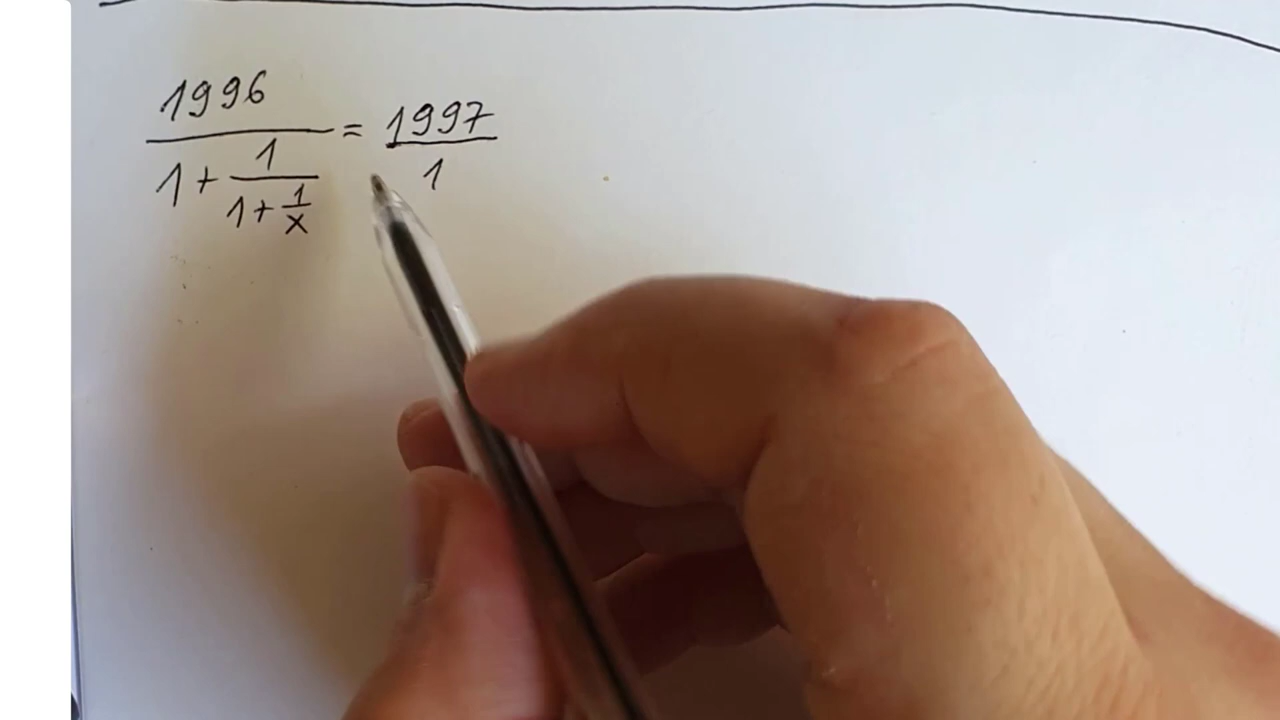 1996 / (1 + 1 / (1 + 1/x)) = 1997 / 1